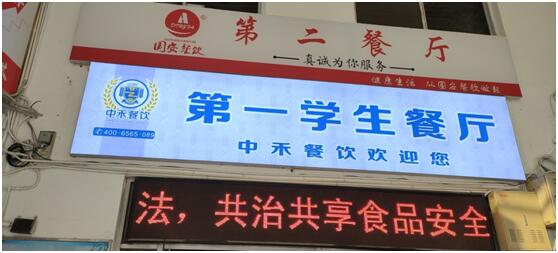 第二餐厅
国安餐饮
真诚为你服务
健康生活 从国安餐饮做起
第一学生餐厅
中禾餐饮
400-6565-089
中禾餐饮欢迎您
法，共治共享食品安全